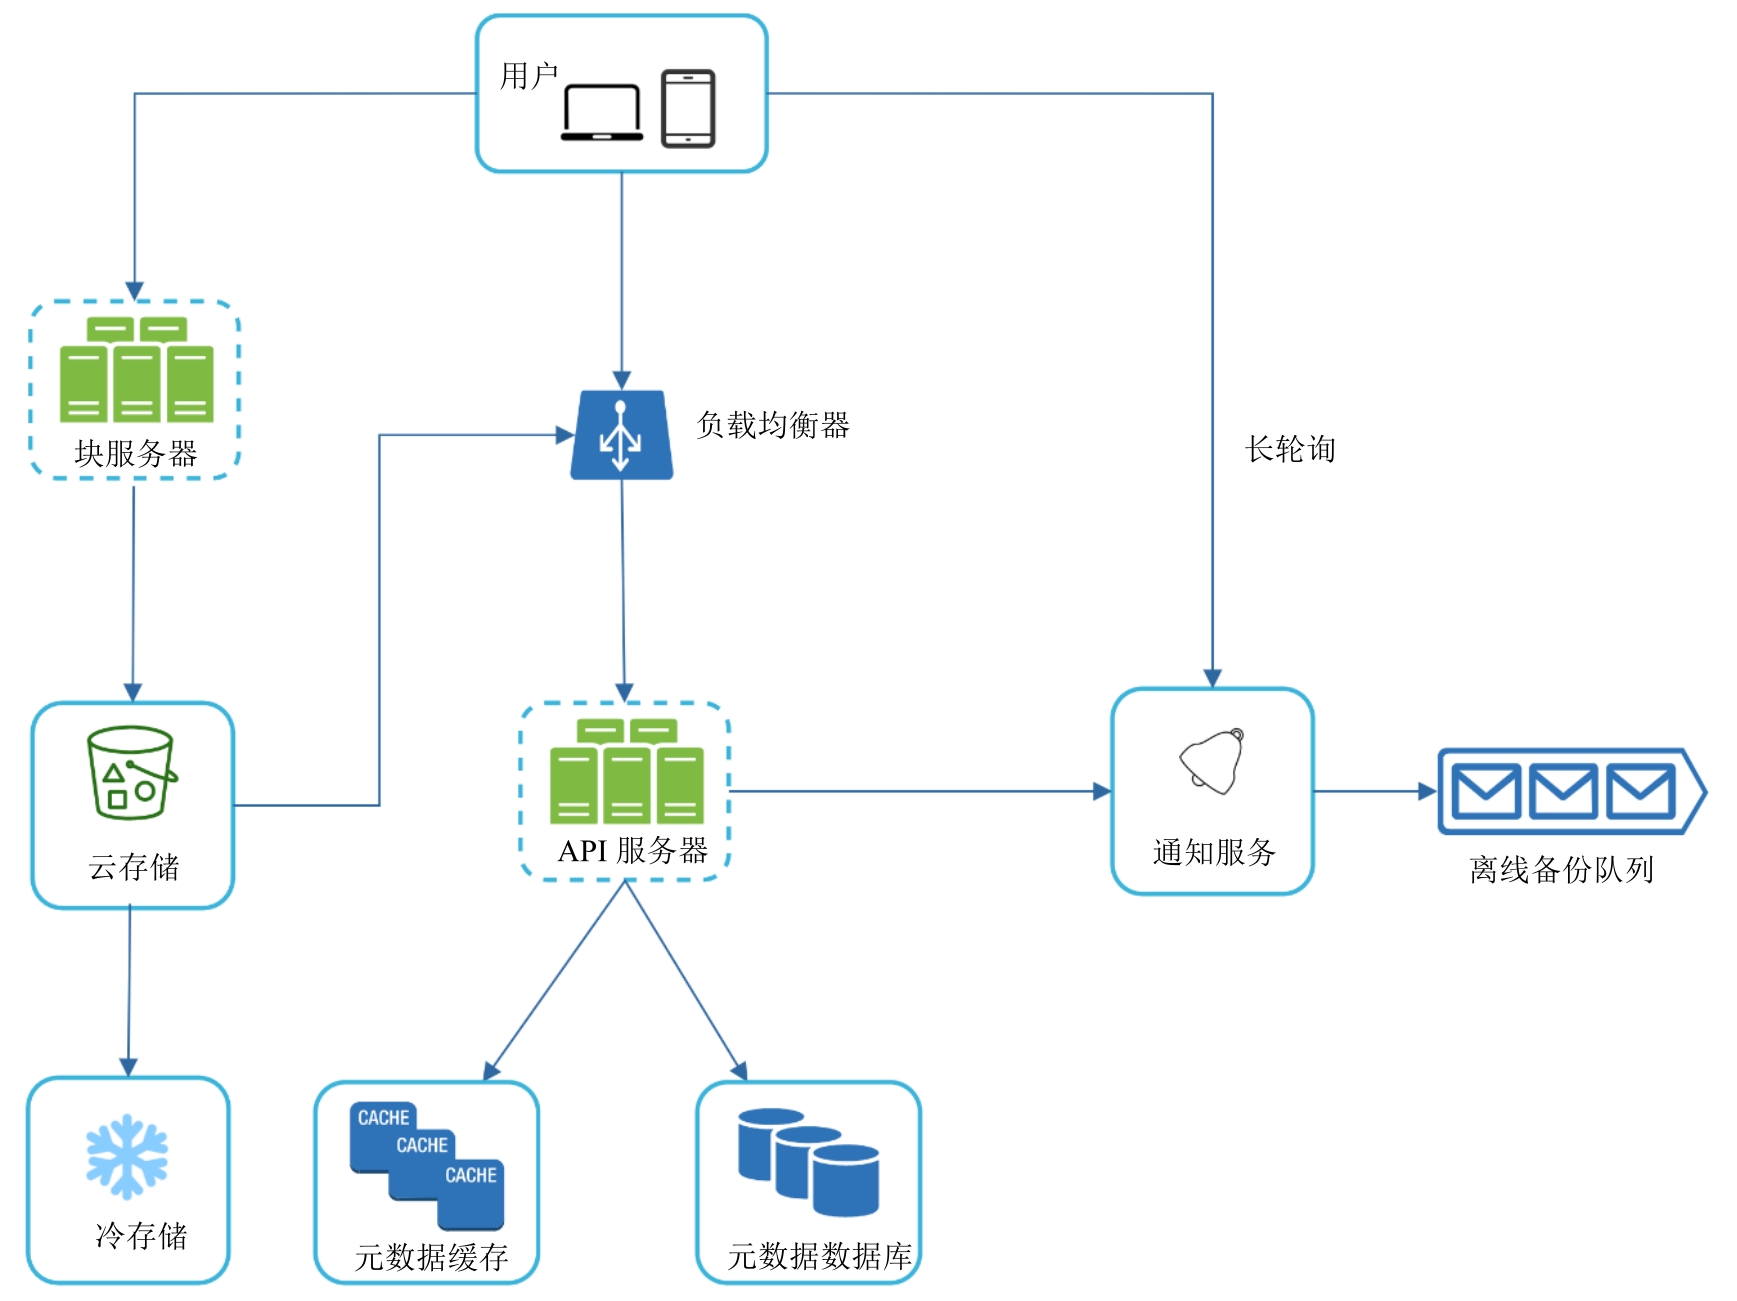 用户
负载均衡器
长轮询
块服务器
云存储
API 服务器
通知服务
离线备份队列
CACHE
CACHE
CACHE
冷存储
元数据缓存
元数据数据库